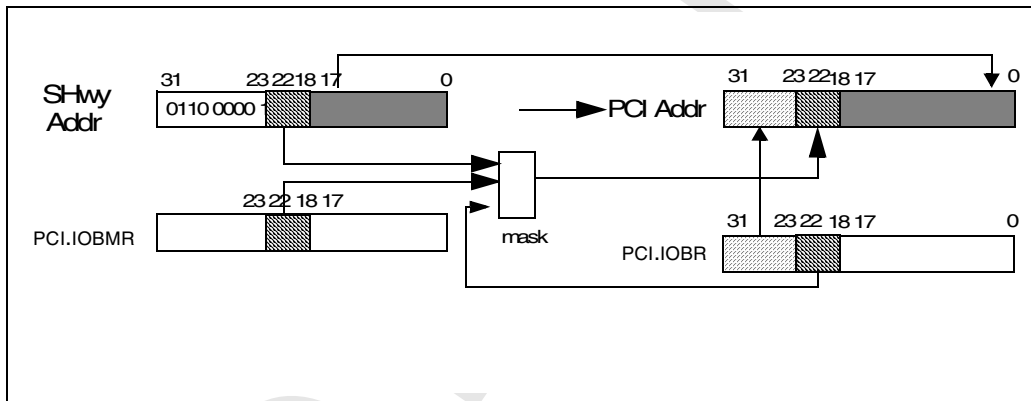 31 23 22 18 17 0
SHwy Addr
0110 0000 1
PCI Addr
31 23 22 18 17 0
mask
23 22 18 17
PCI.IOBMR
31 23 22 18 17 0
PCI.IOBR